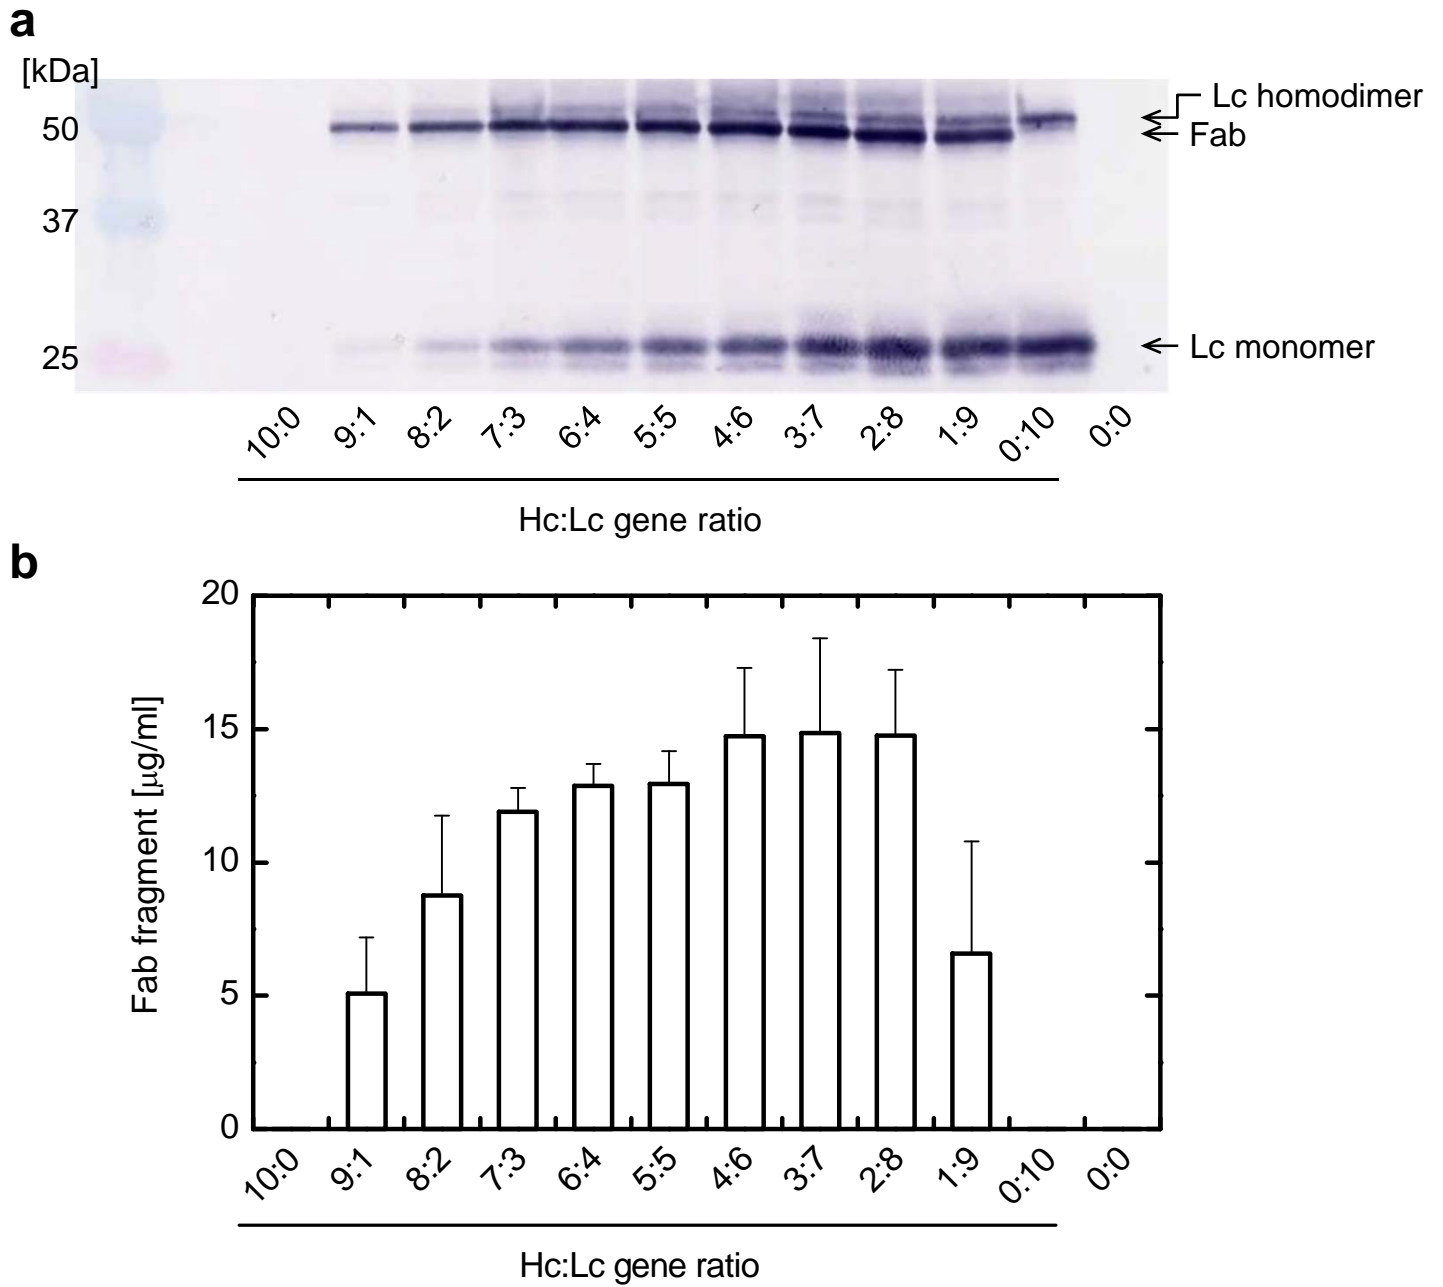 a
[kDa]
50
37
25
Lc homodimer
Fab
Lc monomer
10:0 9:1 8:2 7:3 6:4 5:5 4:6 3:7 2:8 1:9 0:10 0:0
Hc:Lc gene ratio
b
Fab fragment [μg/ml]
20
15
10
5
0
10:0 9:1 8:2 7:3 6:4 5:5 4:6 3:7 2:8 1:9 0:10 0:0
Hc:Lc gene ratio